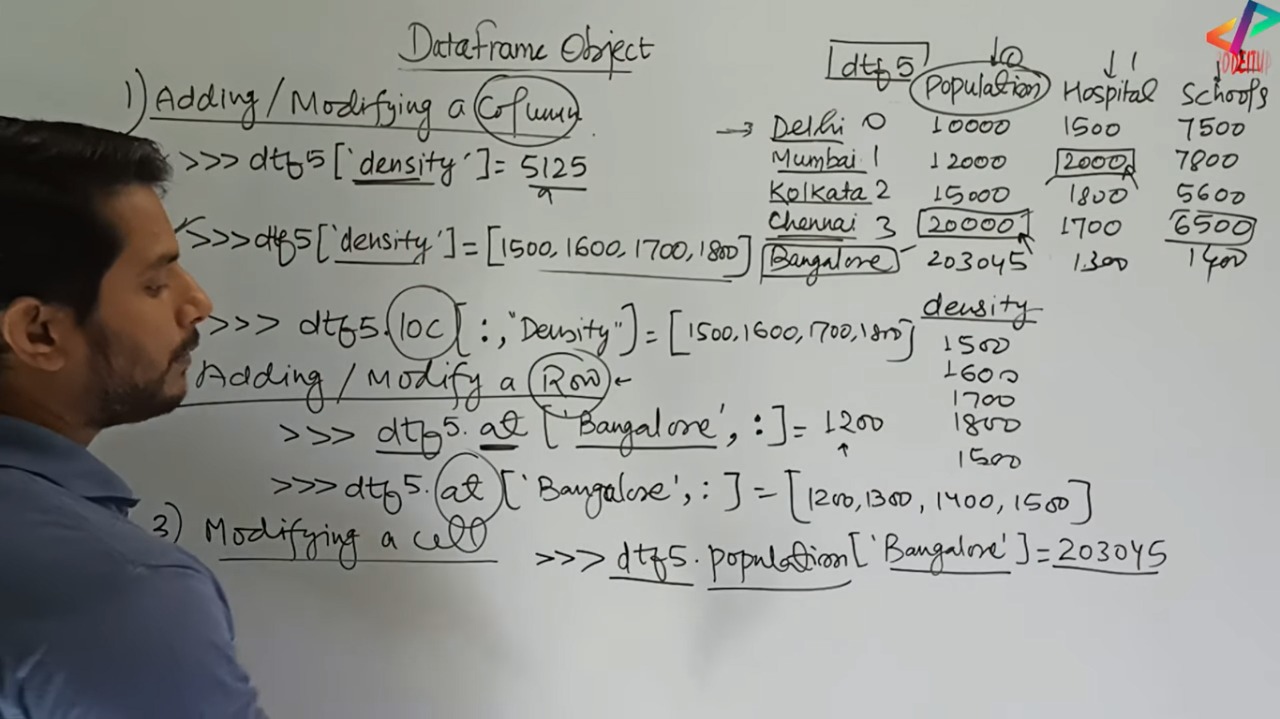 Dataframe Object
1) Adding/Modifying a Column.
>>> dtf5['density'] = 5125
>>> dtf5['density'] = [1500, 1600, 1700, 1800]
>>> dtf5.loc[:,"Density"] = [1500, 1600, 1700, 1800]
Adding/Modify a Row ←
>>> dtf5.at['Bangalore', :] = 1200
>>> dtf5.at['Bangalore', :] = [1200, 1300, 1400, 1500]
3) Modifying a cell
>>> dtf5.population['Bangalore'] = 203045
dtf5
↓0 ↓1 ↓
Population Hospital Schools
→ Delhi 0 10000 1500 7500
Mumbai 1 12000 2000 7800
Kolkata 2 15000 1800 5600
Chennai 3 20000 1700 6500
Bangalore 203045 1300 1400
density
1500
1600
1700
1800
1500